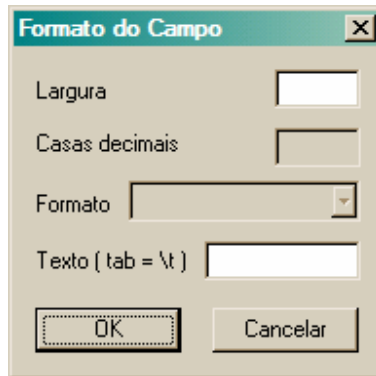 Formato do Campo
Largura
Casas decimais
Formato
Texto ( tab = \t )
OK
Cancelar